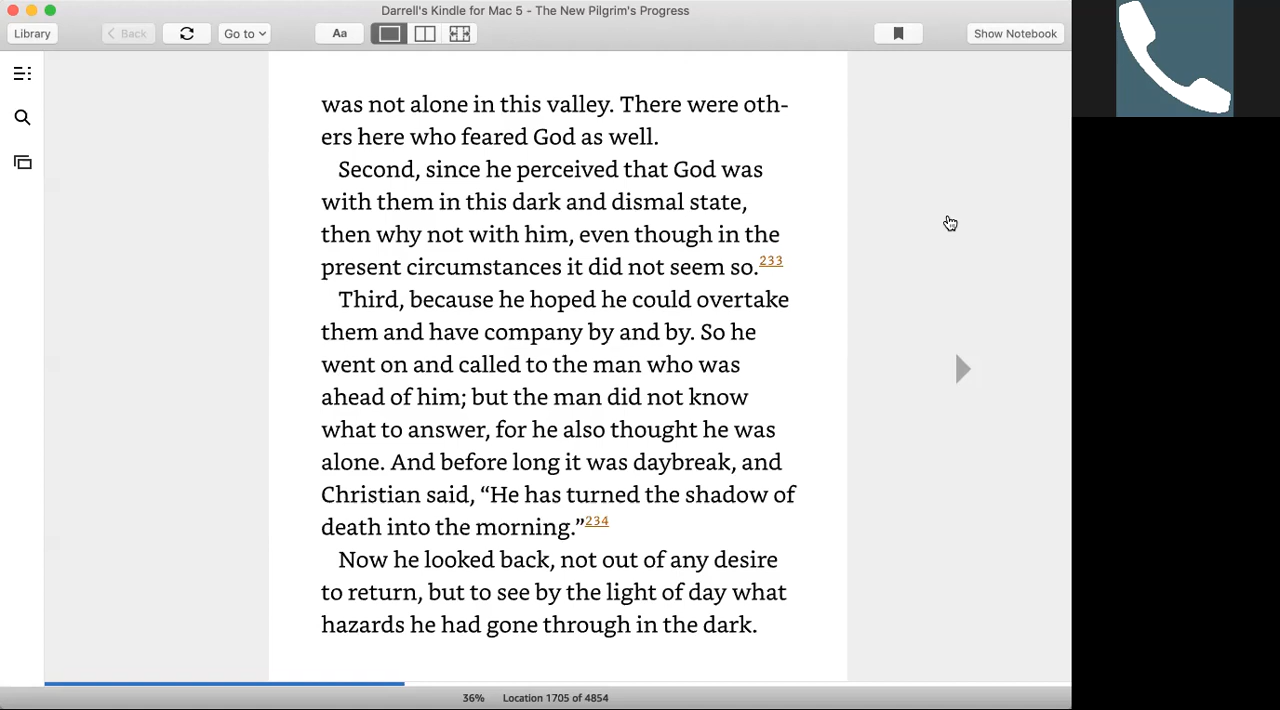 Darrell's Kindle for Mac 5 - The New Pilgrim's Progress
Library Back Go to Aa Show Notebook
was not alone in this valley. There were oth-
ers here who feared God as well.
Second, since he perceived that God was
with them in this dark and dismal state,
then why not with him, even though in the
present circumstances it did not seem so.233
Third, because he hoped he could overtake
them and have company by and by. So he
went on and called to the man who was
ahead of him; but the man did not know
what to answer, for he also thought he was
alone. And before long it was daybreak, and
Christian said, “He has turned the shadow of
death into the morning.”234
Now he looked back, not out of any desire
to return, but to see by the light of day what
hazards he had gone through in the dark.
36% Location 1705 of 4854